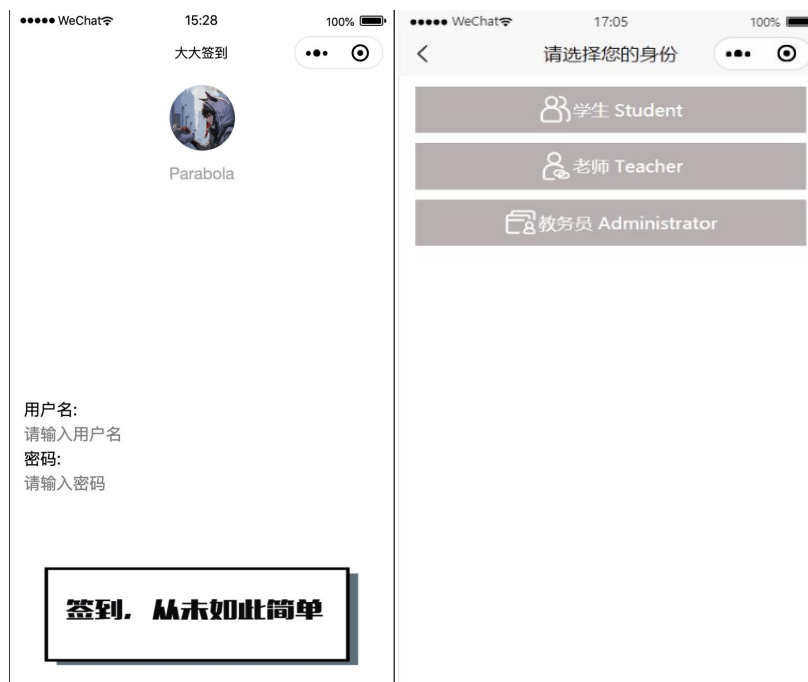 WeChat
15:28
100%
大大签到
Parabola
用户名:
请输入用户名
密码:
请输入密码
签到，从未如此简单
WeChat
17:05
100%
请选择您的身份
学生 Student
老师 Teacher
教务员 Administrator